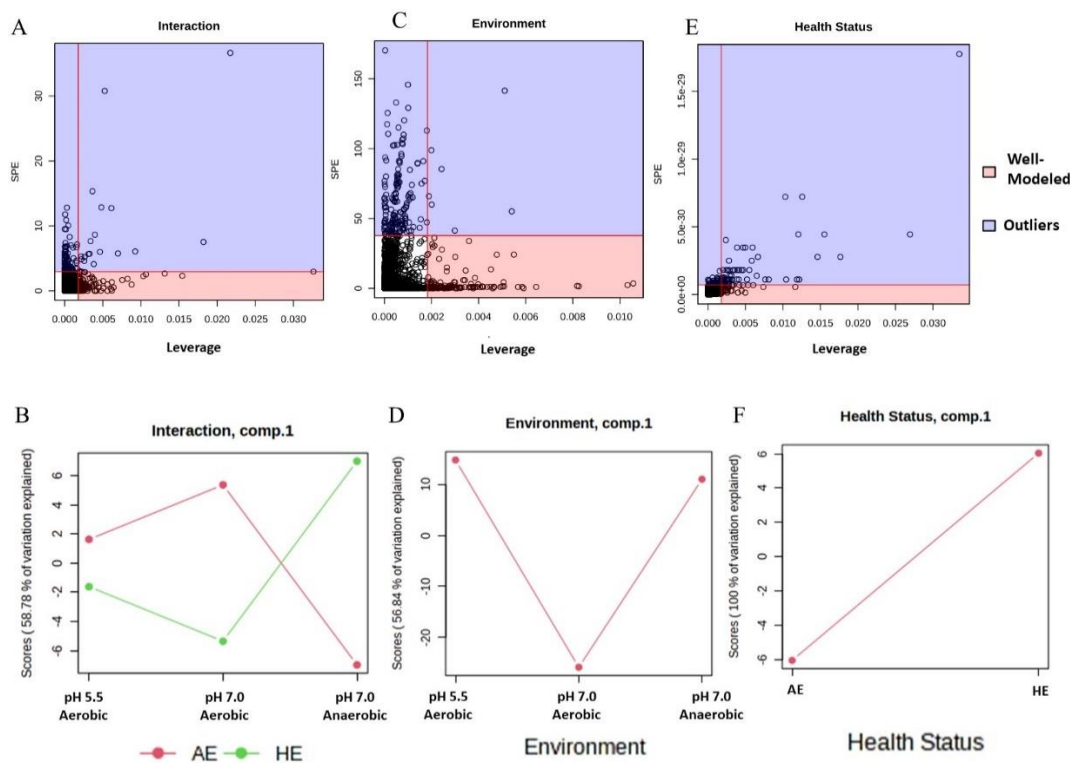 A
Interaction
SPE
30
20
10
0
0.000 0.005 0.010 0.015 0.020 0.025 0.030
Leverage
C
Environment
SPE
150
100
50
0
0.000 0.002 0.004 0.006 0.008 0.010
Leverage
E
Health Status
SPE
1.5e-29
1.0e-29
5.0e-30
0.0e+00
0.000 0.005 0.010 0.015 0.020 0.025 0.030
Leverage
Well-
Modeled
Outliers
B
Interaction, comp.1
Scores ( 58.78 % of variation explained)
6
4
2
0
-2
-4
-6
pH 5.5
Aerobic
pH 7.0
Aerobic
pH 7.0
Anaerobic
AE HE
D
Environment, comp.1
Scores ( 56.84 % of variation explained)
10
0
-10
-20
pH 5.5
Aerobic
pH 7.0
Aerobic
pH 7.0
Anaerobic
Environment
F
Health Status, comp.1
Scores ( 100 % of variation explained)
6
4
2
0
-2
-4
-6
AE
HE
Health Status